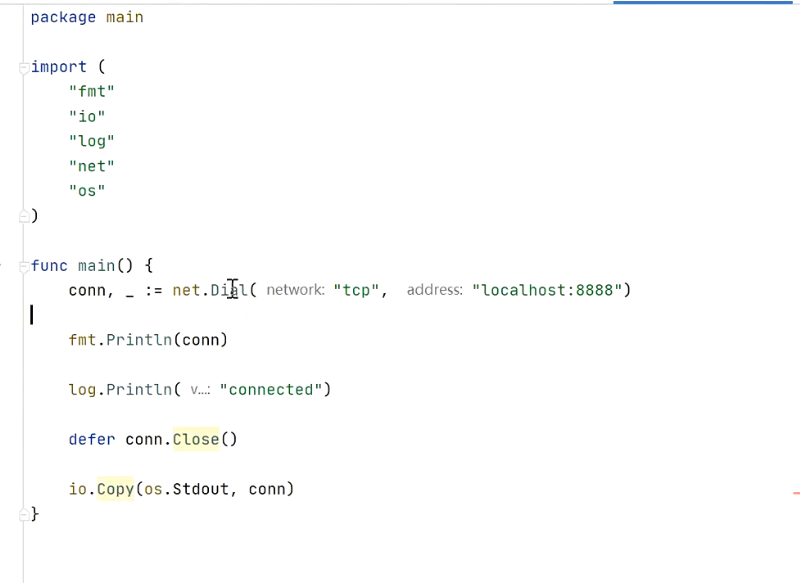 package main
import (
"fmt"
"io"
"log"
"net"
"os"
)
func main() {
conn, _ := net.Dial( network: "tcp", address: "localhost:8888")
fmt.Println(conn)
log.Println( v...: "connected")
defer conn.Close()
io.Copy(os.Stdout, conn)
}